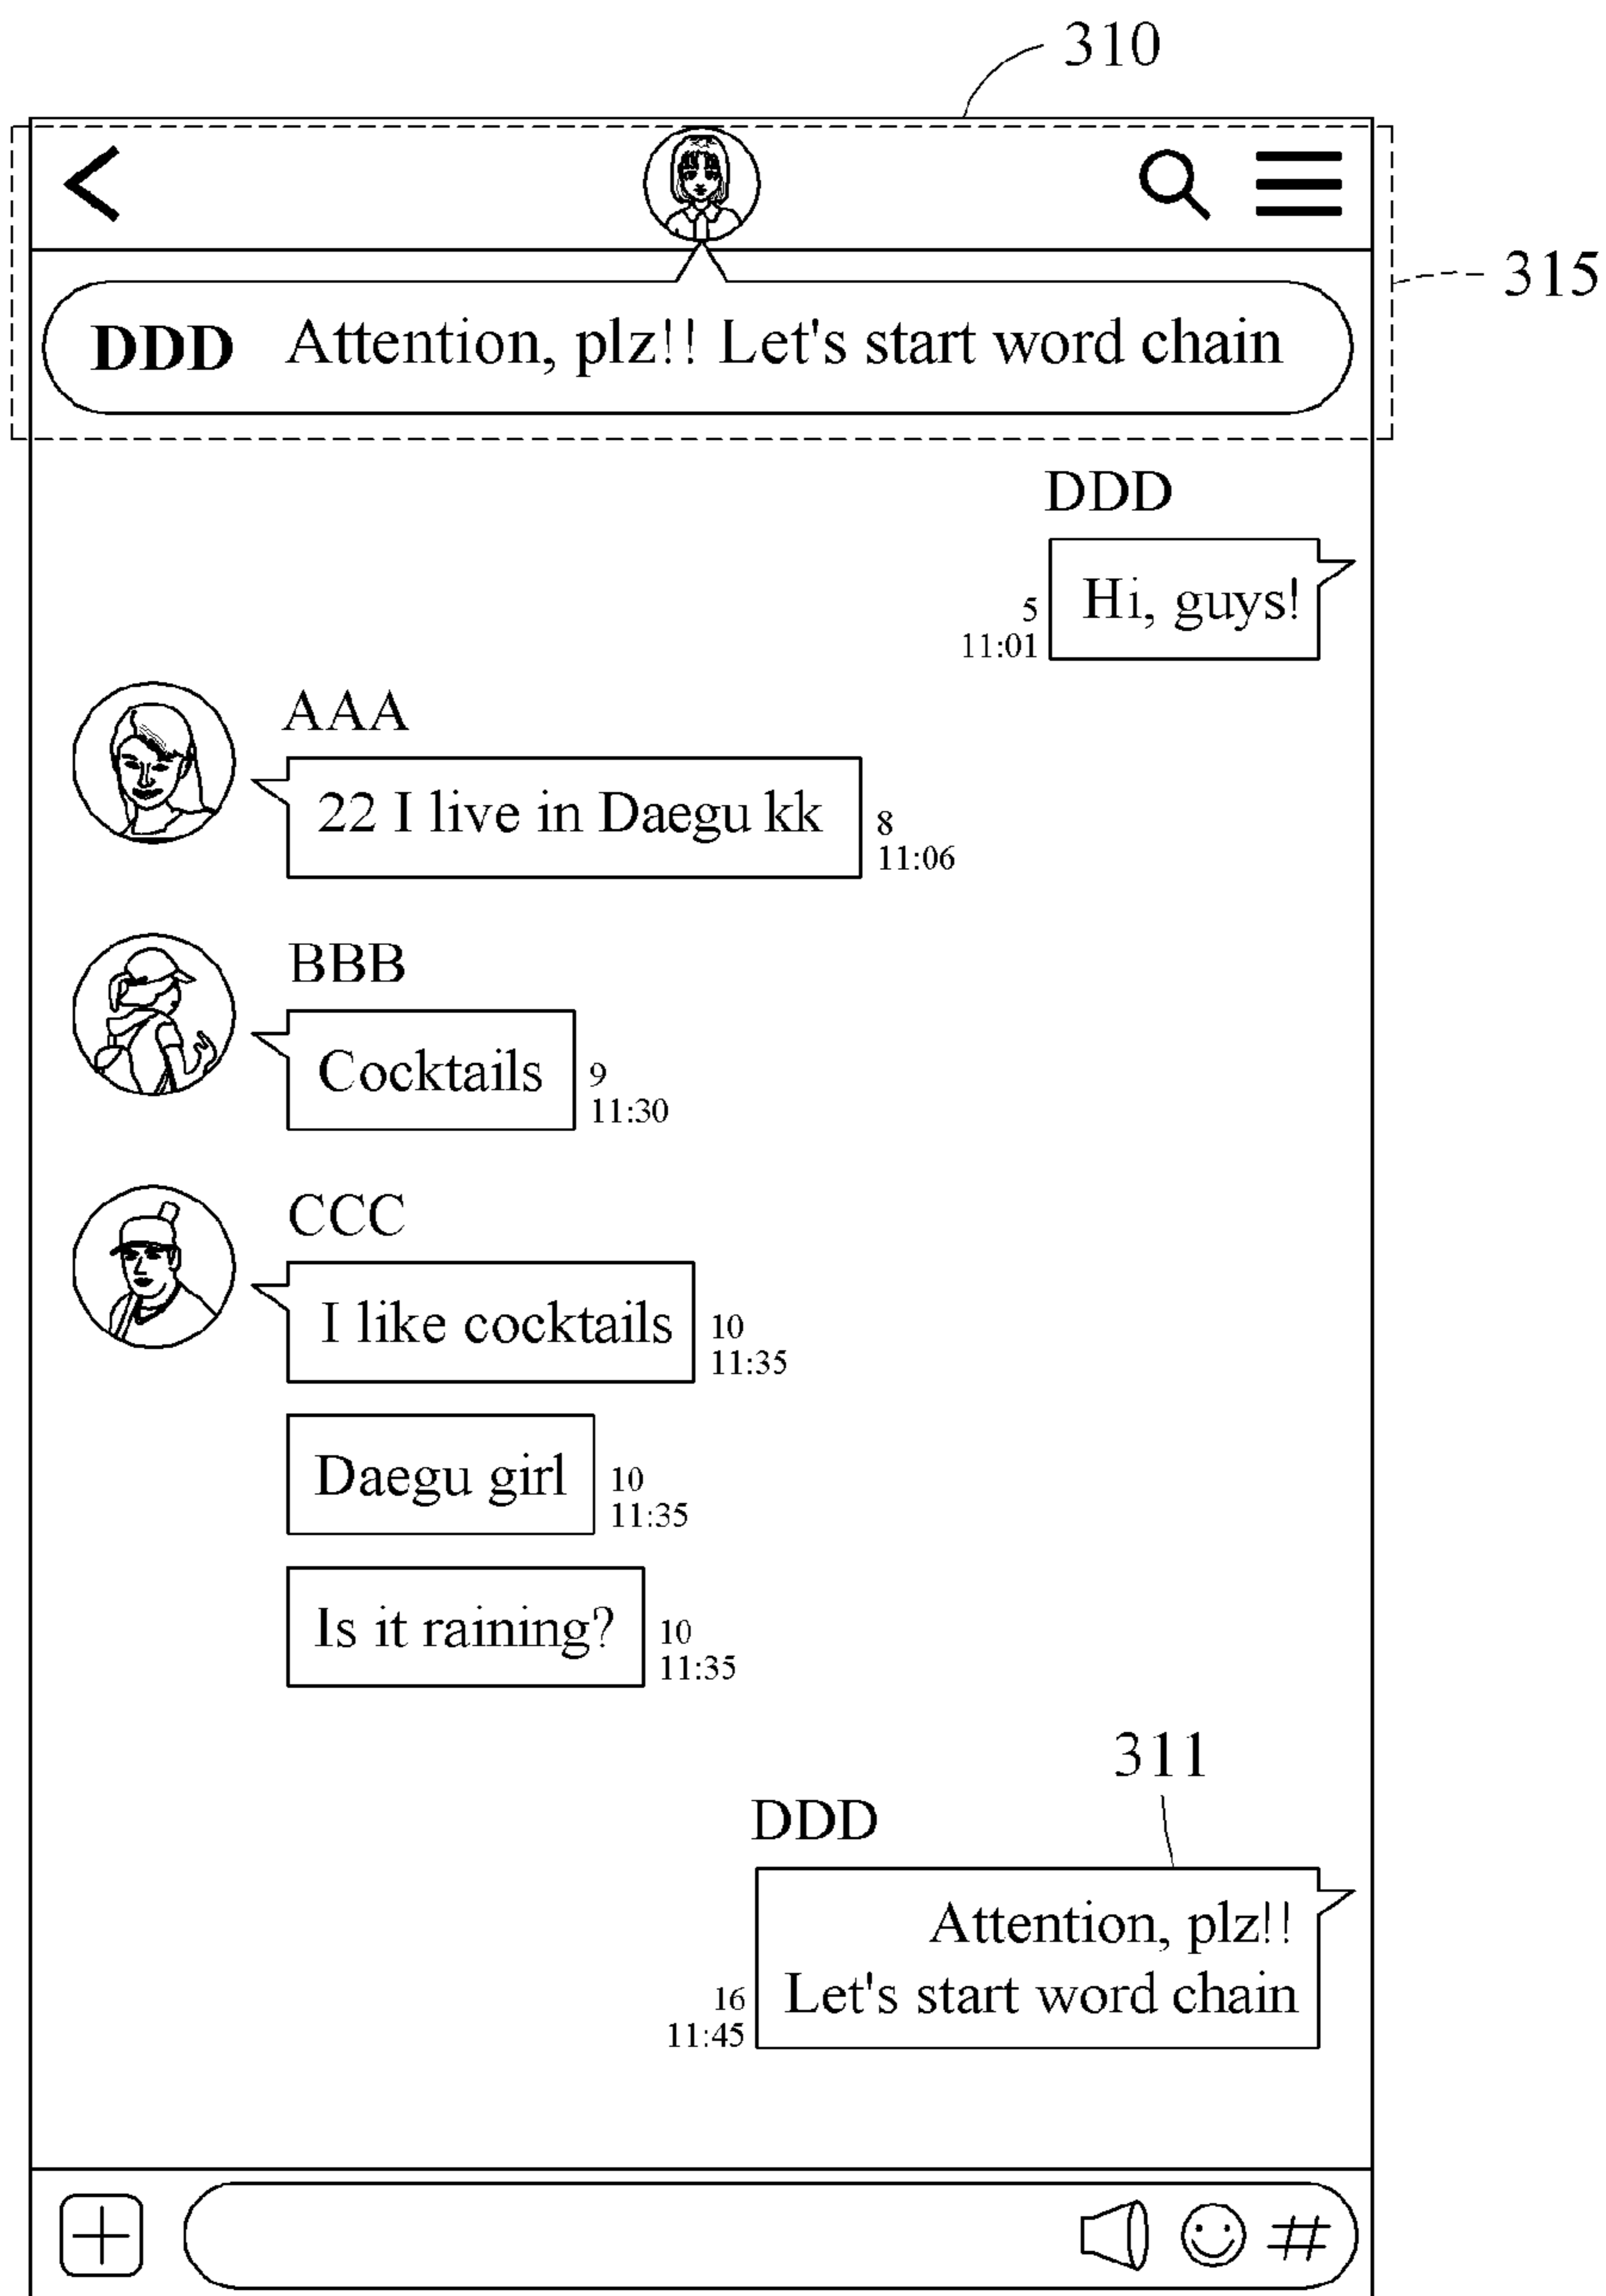 310
315
DDD Attention, plz!! Let's start word chain
DDD
Hi, guys!
5
11:01
AAA
22 I live in Daegu kk
8
11:06
BBB
Cocktails
9
11:30
CCC
I like cocktails
10
11:35
Daegu girl
10
11:35
Is it raining?
10
11:35
311
DDD
Attention, plz!!
Let's start word chain
16
11:45
#